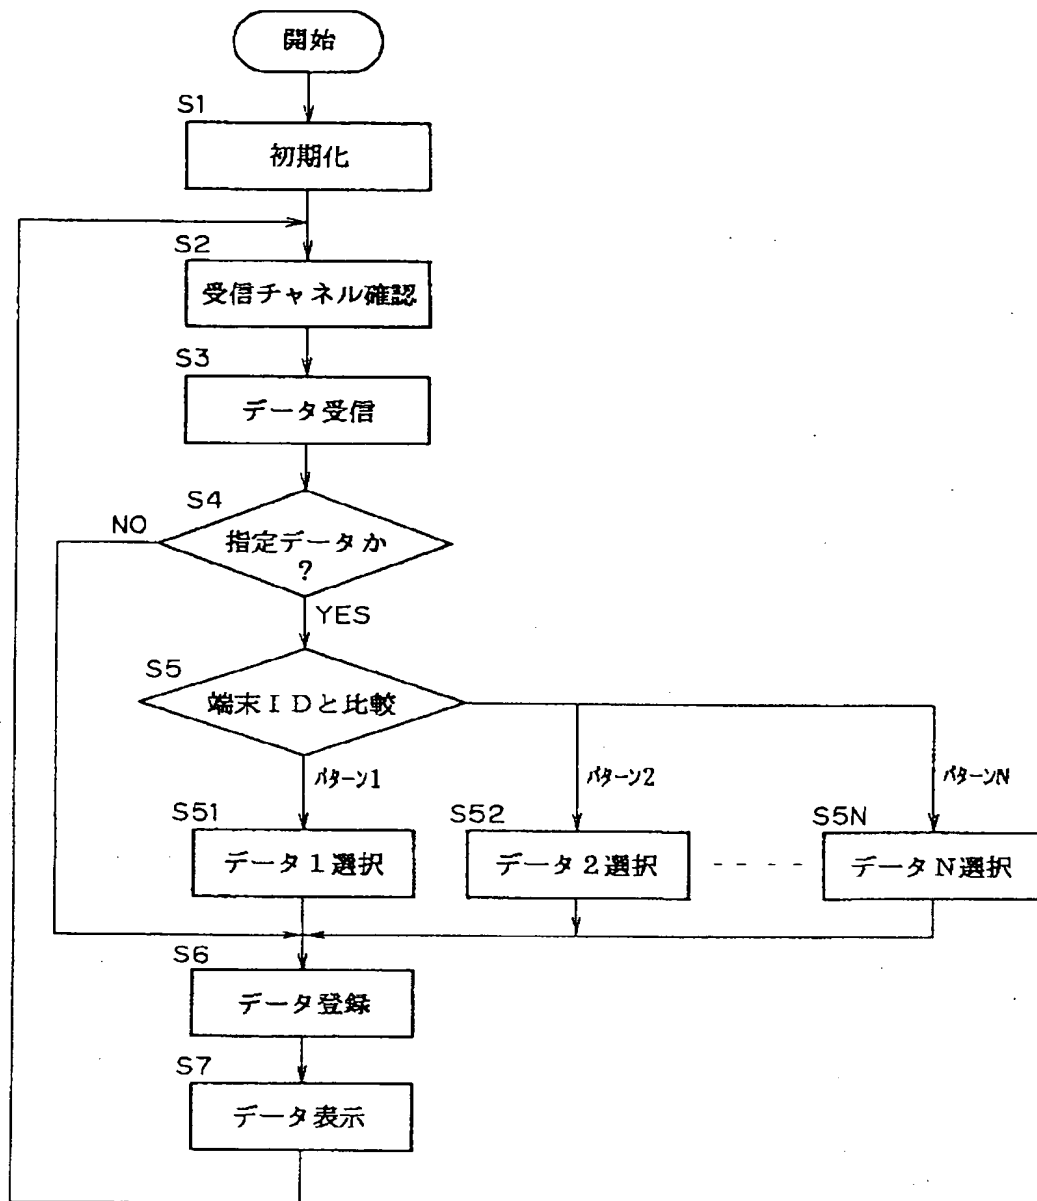 開始
S1
初期化
S2
受信チャネル確認
S3
データ受信
S4
NO
指定データか
?
YES
S5
端末IDと比較
パターン1
パターン2
パターンN
S51
データ1選択
S52
データ2選択
S5N
データN選択
S6
データ登録
S7
データ表示